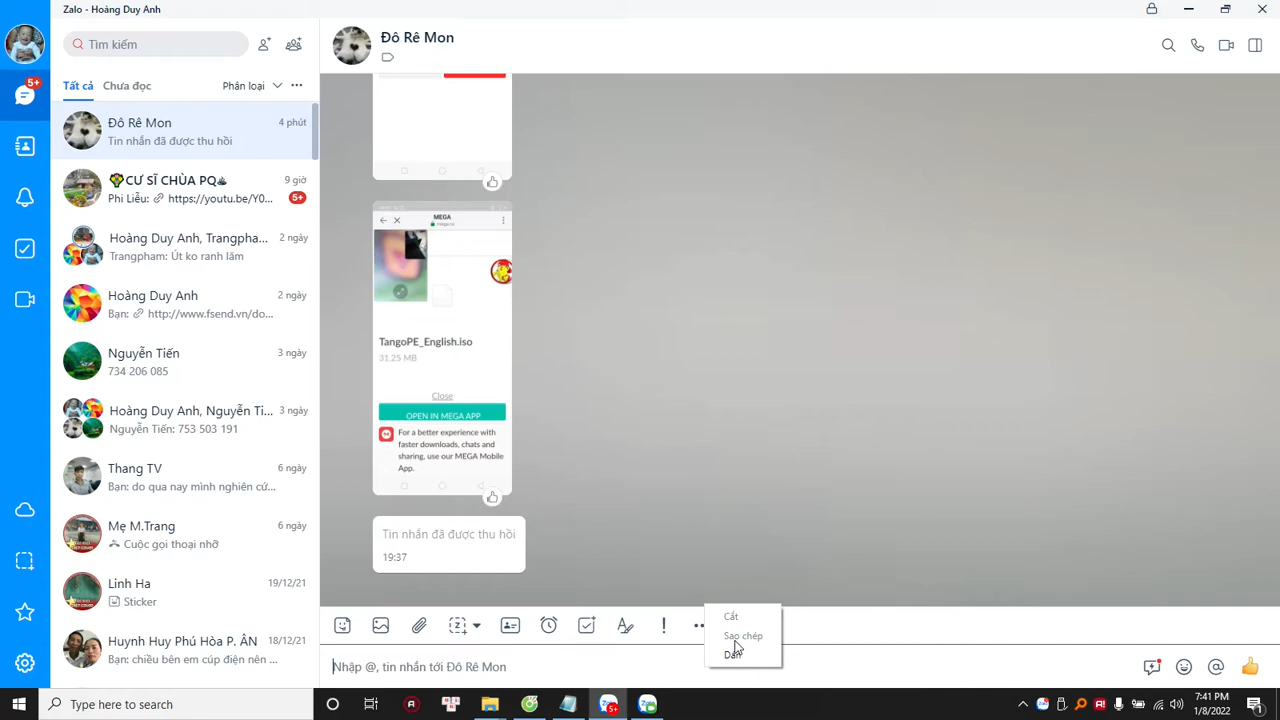 Zalo - Hoàng Duy Anh
Tìm kiếm
5+
Tất cả
Chưa đọc
Phân loại
Đô Rê Mon
4 phút
Tin nhắn đã được thu hồi
CƯ SĨ CHÙA PQ
9 giờ
Phi Liễu: https://youtu.be/Y0...
5+
Hoàng Duy Anh, Trangpha...
2 ngày
Trangpham: Út ko ranh lắm
Hoàng Duy Anh
2 ngày
Bạn: http://www.fsend.vn/do...
Nguyễn Tiến
3 ngày
734 206 085
Hoàng Duy Anh, Nguyễn Ti...
3 ngày
Nguyễn Tiến: 753 503 191
Thang TV
6 ngày
Bạn: do qua nay mình nghiên cứ...
Mẹ M.Trang
6 ngày
Cuộc gọi thoại nhỡ
Linh Ha
19/12/21
Sticker
Huynh Huy Phú Hòa P. ÂN
18/12/21
Bạn: chiều bên em cúp điện nên ...
Đô Rê Mon
MEGA
mega.nz
TangoPE_English.iso
31.25 MB
Close
OPEN IN MEGA APP
For a better experience with
faster downloads, chats and
sharing, use our MEGA Mobile
App.
Tin nhắn đã được thu hồi
19:37
Cắt
Sao chép
Dán
Nhập @, tin nhắn tới Đô Rê Mon
Type here to search
5+
7:41 PM
1/8/2022
1